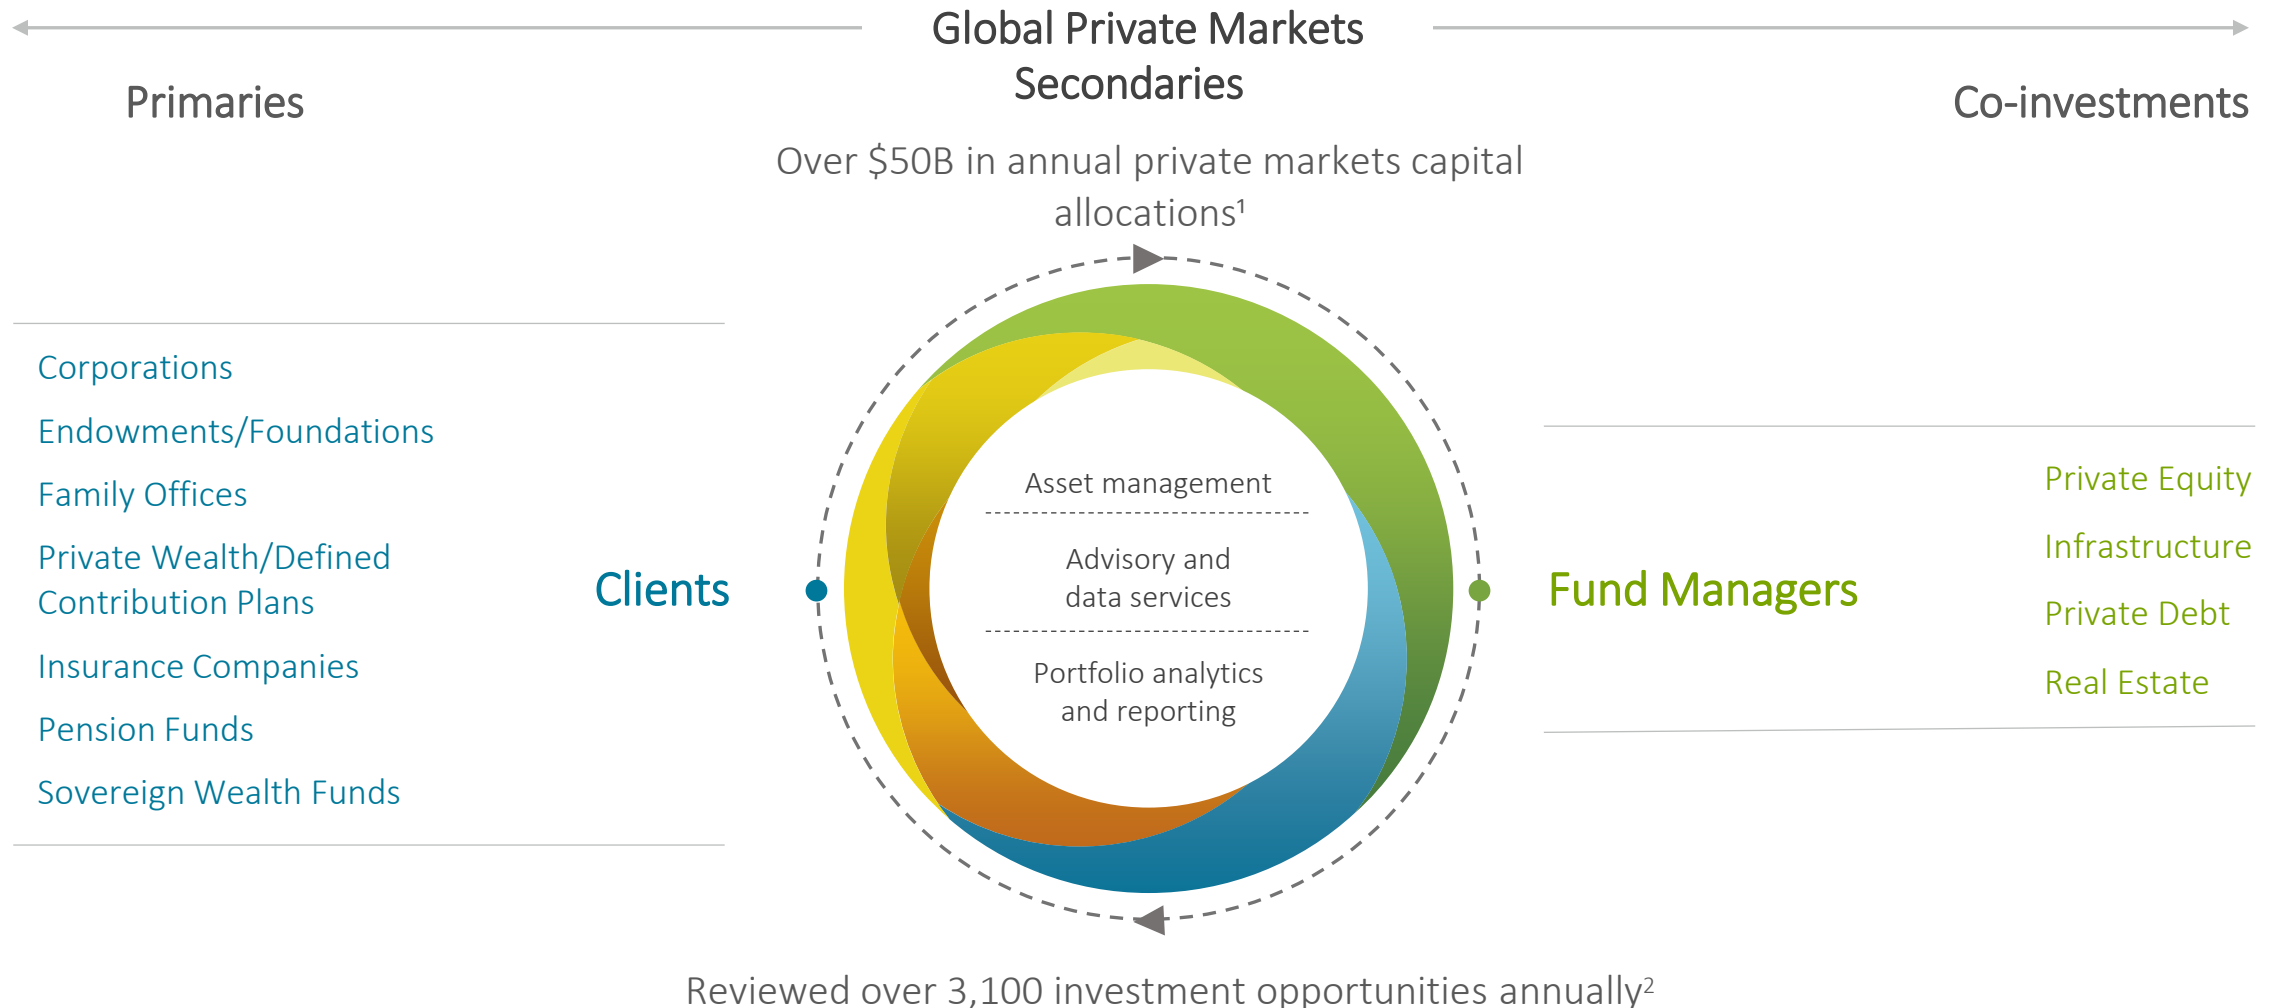 Global Private Markets
Secondaries
Primaries
Co-investments
Over $50B in annual private markets capital
allocations¹
Corporations
Endowments/Foundations
Family Offices
Private Wealth/Defined
Contribution Plans
Insurance Companies
Pension Funds
Sovereign Wealth Funds
Clients
Asset management
Advisory and
data services
Portfolio analytics
and reporting
Fund Managers
Private Equity
Infrastructure
Private Debt
Real Estate
Reviewed over 3,100 investment opportunities annually²